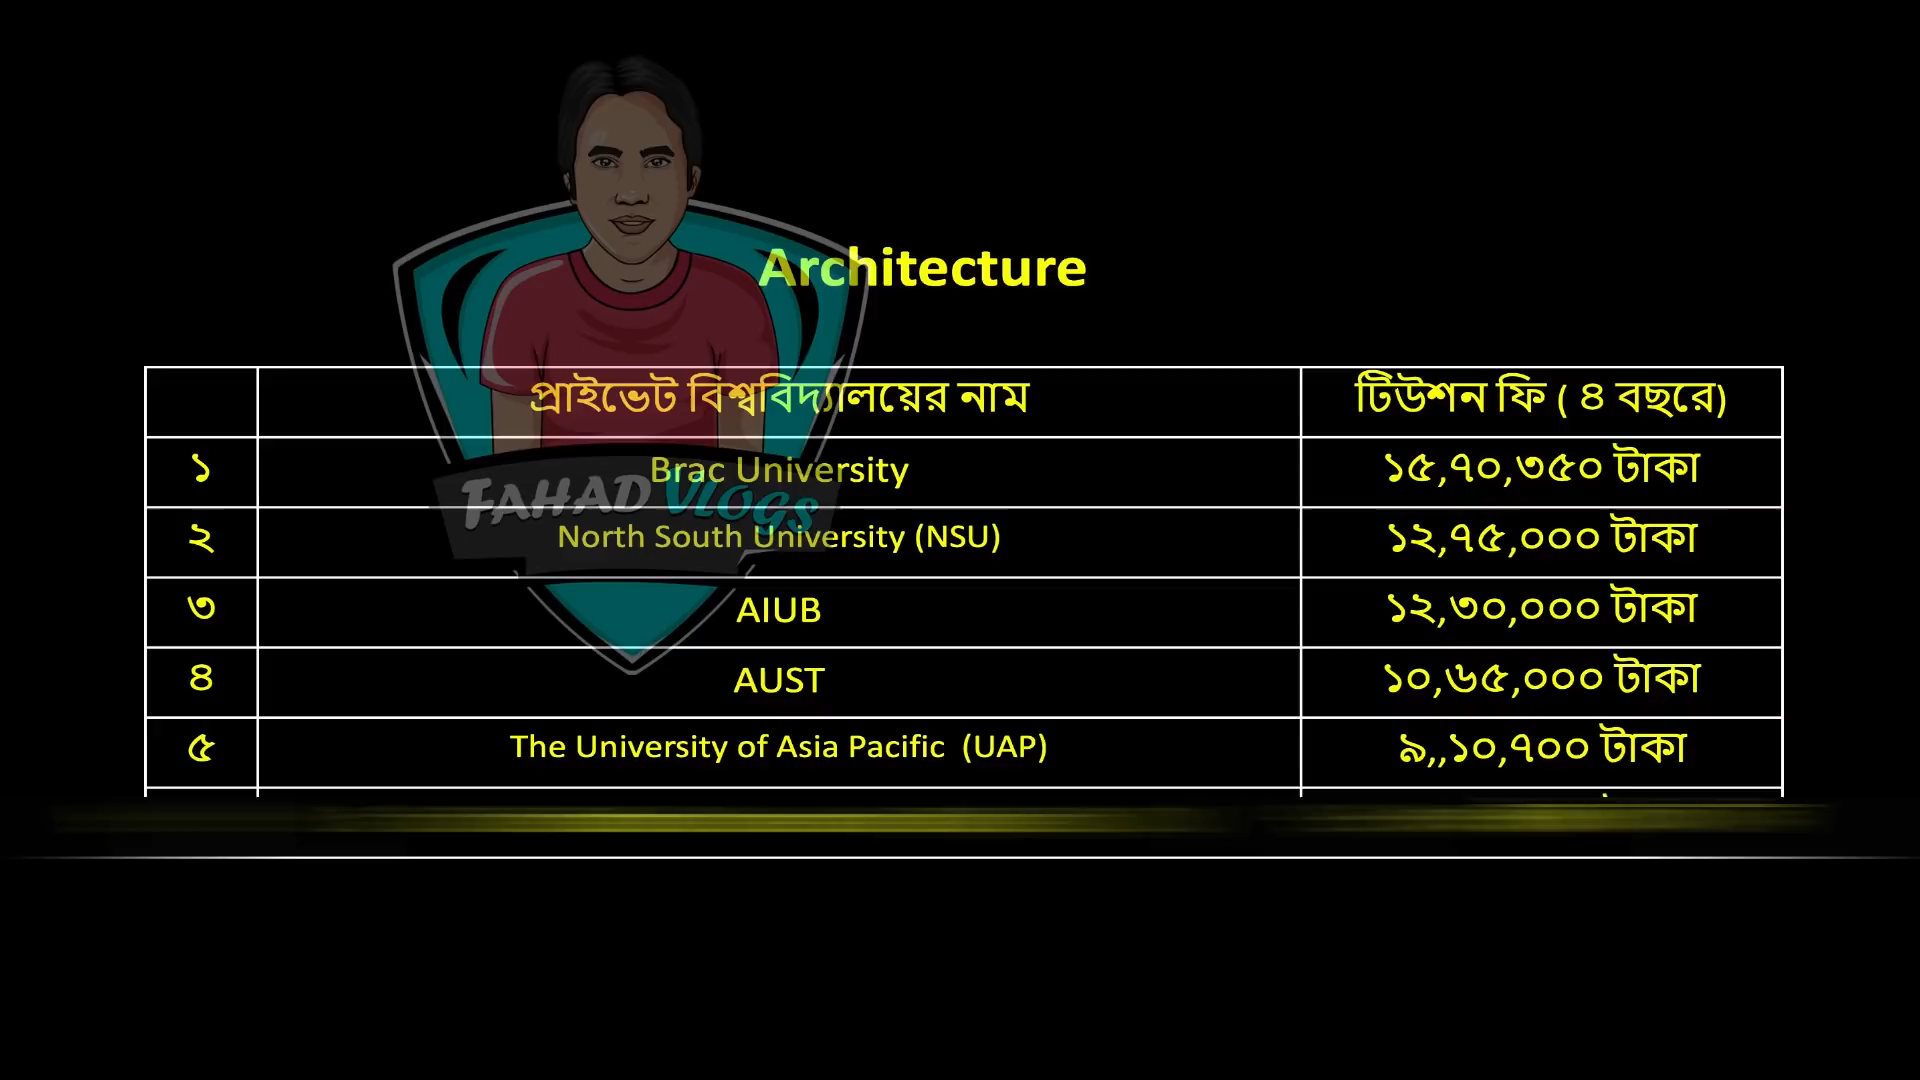 Architecture
প্রাইভেট বিশ্ববিদ্যালয়ের নাম টিউশন ফি ( ৪ বছরে)
১ Brac University ১৫,৭০,৩৫০ টাকা
FAHAD VLOGS
২ North South University (NSU) ১২,৭৫,০০০ টাকা
৩ AIUB ১২,৩০,০০০ টাকা
৪ AUST ১০,৬৫,০০০ টাকা
৫ The University of Asia Pacific (UAP) ৯,,১০,৭০০ টাকা